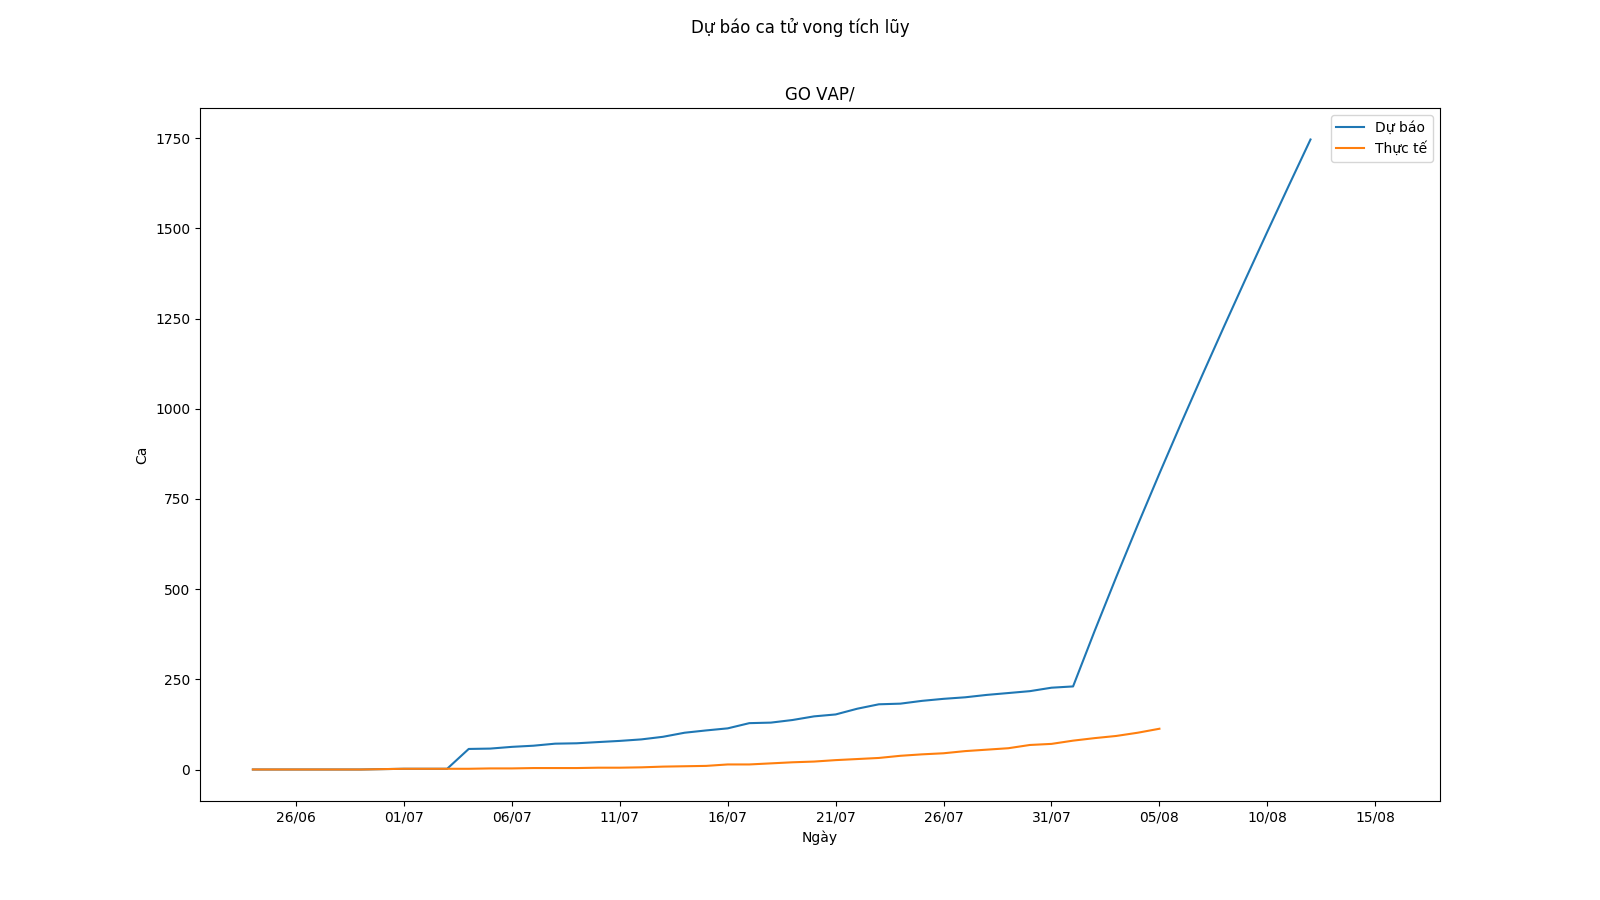 Dự báo ca tử vong tích lũy
GO VAP/
Dự báo
Thực tế
1750
1500
1250
1000
750
500
250
0
Ca
26/06 01/07 06/07 11/07 16/07 21/07 26/07 31/07 05/08 10/08 15/08
Ngày